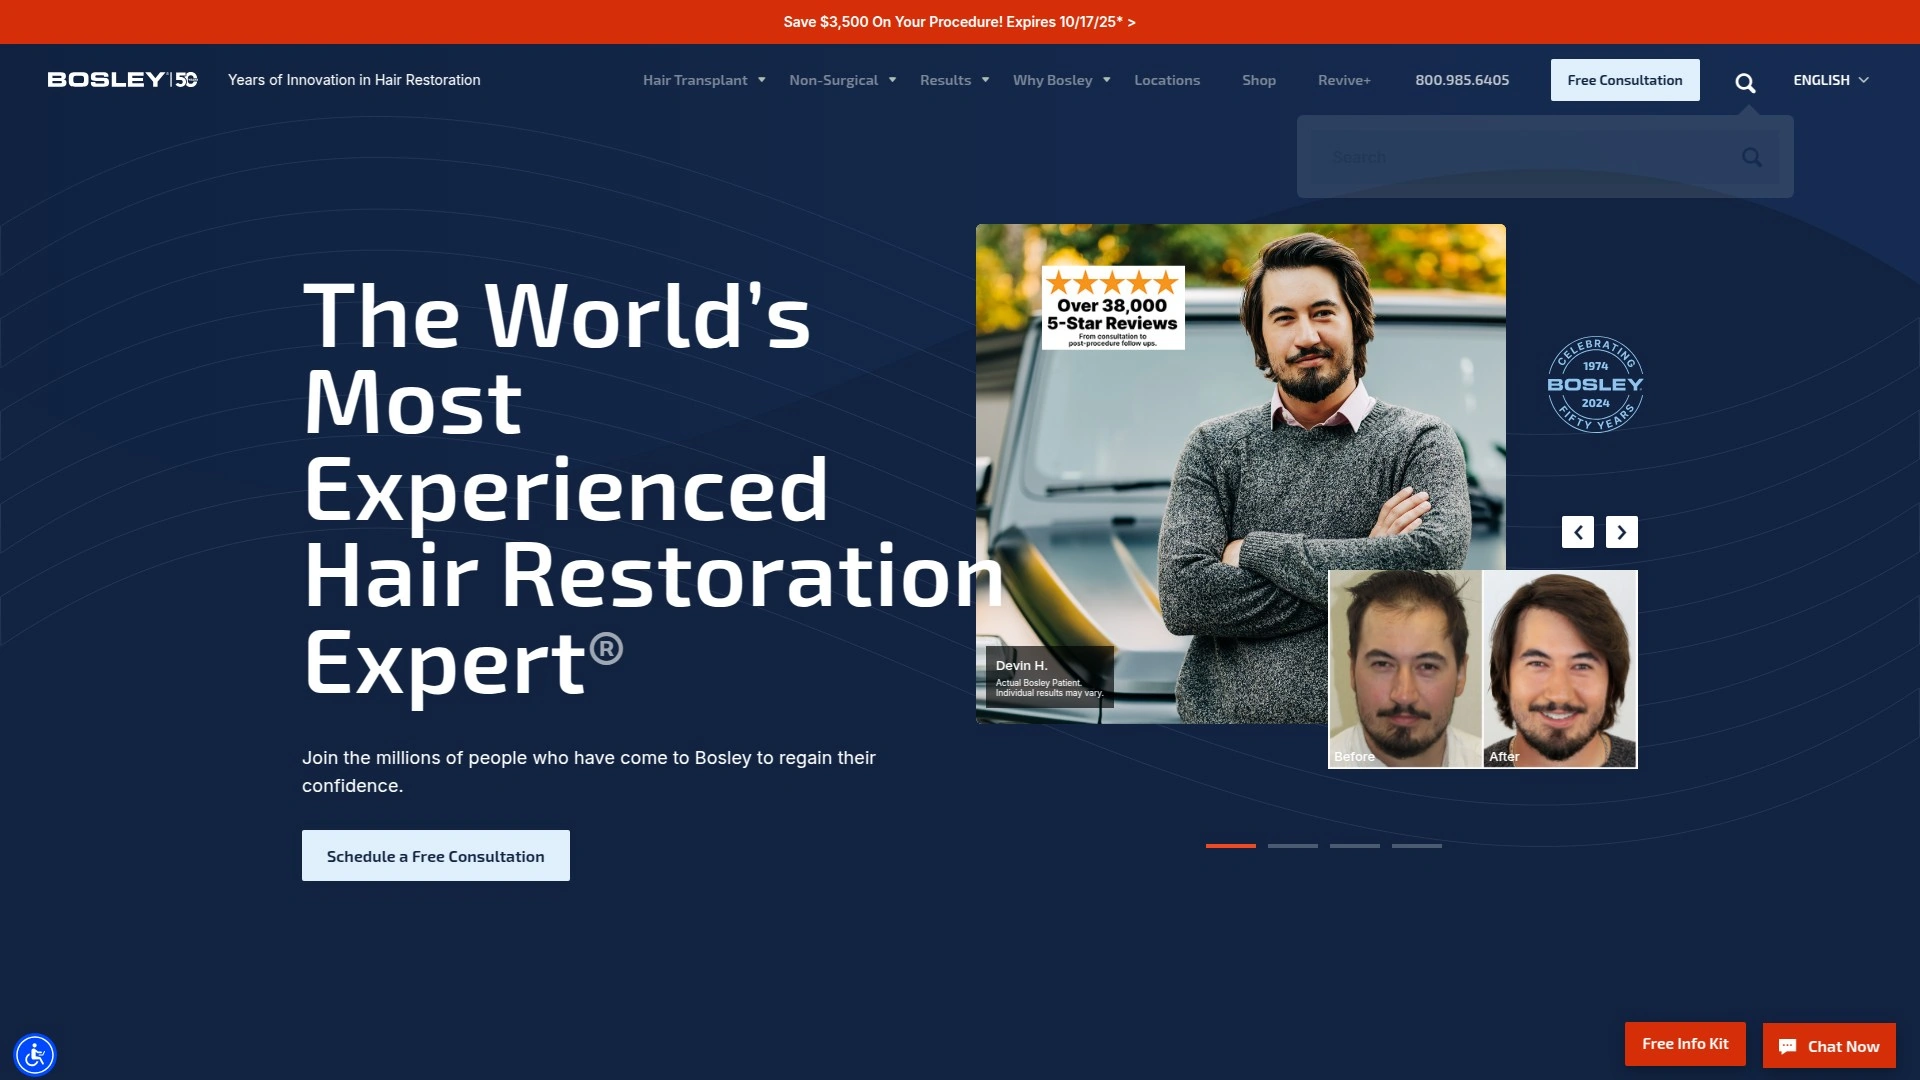 Save $3,500 On Your Procedure! Expires 10/17/25* >
BOSLEY | 50
Years of Innovation in Hair Restoration
Hair Transplant
Non-Surgical
Results
Why Bosley
Locations
Shop
Revive+
800.985.6405
Free Consultation
ENGLISH
Search
The World’s
Most
Experienced
Hair Restoration
Expert®
Join the millions of people who have come to Bosley to regain their
confidence.
Schedule a Free Consultation
Over 38,000
5-Star Reviews
From consultation to
post-procedure follow ups.
Devin H.
Actual Bosley Patient.
Individual results may vary.
CELEBRATING
1974
BOSLEY
2024
FIFTY YEARS
Before
After
Free Info Kit
Chat Now